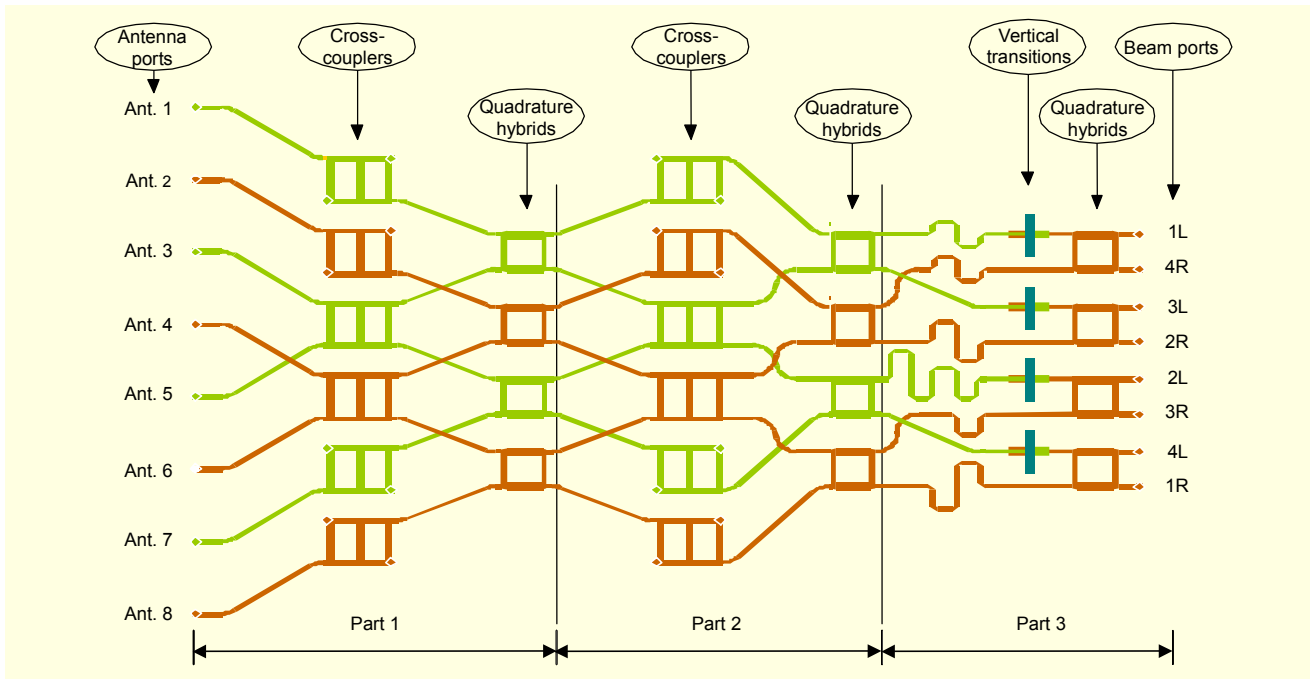 Antenna
ports
Cross-
couplers
Cross-
couplers
Vertical
transitions
Beam ports
Quadrature
hybrids
Quadrature
hybrids
Quadrature
hybrids
Ant. 1
Ant. 2
Ant. 3
Ant. 4
Ant. 5
Ant. 6
Ant. 7
Ant. 8
1L
4R
3L
2R
2L
3R
4L
1R
Part 1
Part 2
Part 3